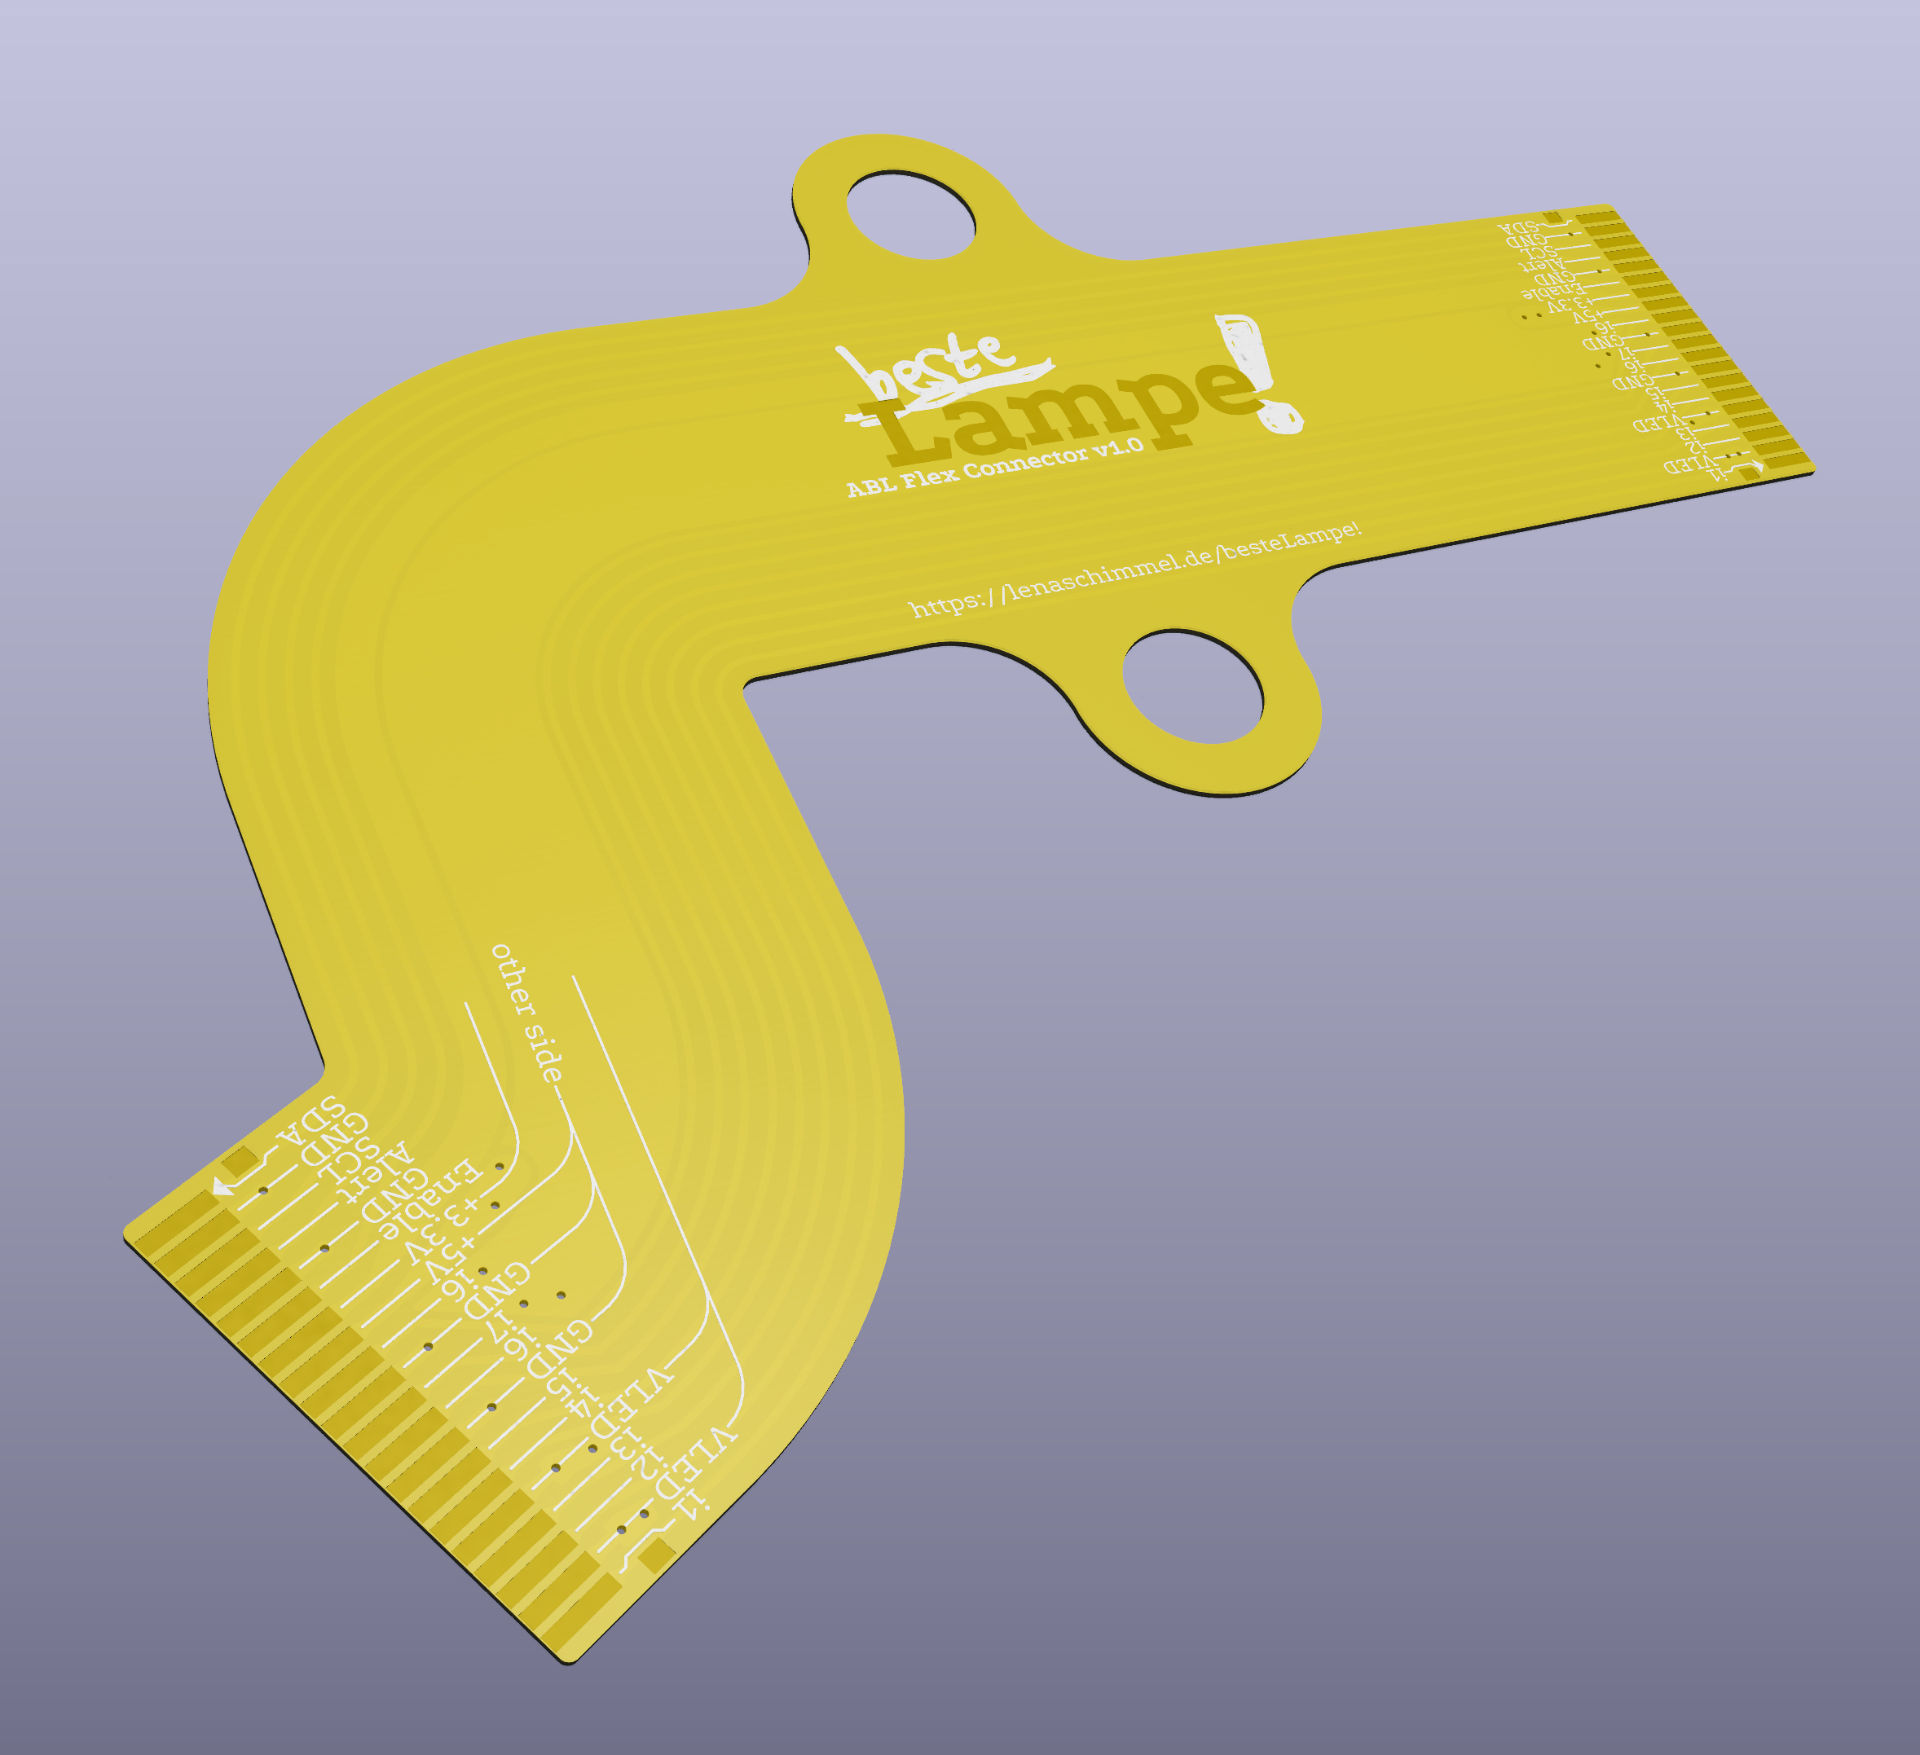 beste
Lampe!
ABL Flex Connector v1.0
https://lenaschimmel.de/besteLampe!
SDA
GND
SCL
Alert
GND
Enable
+3.3V
+5V
i6
GND
i7
i6
GND
i5
i4
VLED
i3
i2
VLED
i1
other side
SDA
GND
SCL
Alert
GND
Enable
+3.3V
+5V
i6
GND
i7
i6
GND
i5
i4
VLED
i3
i2
VLED
i1